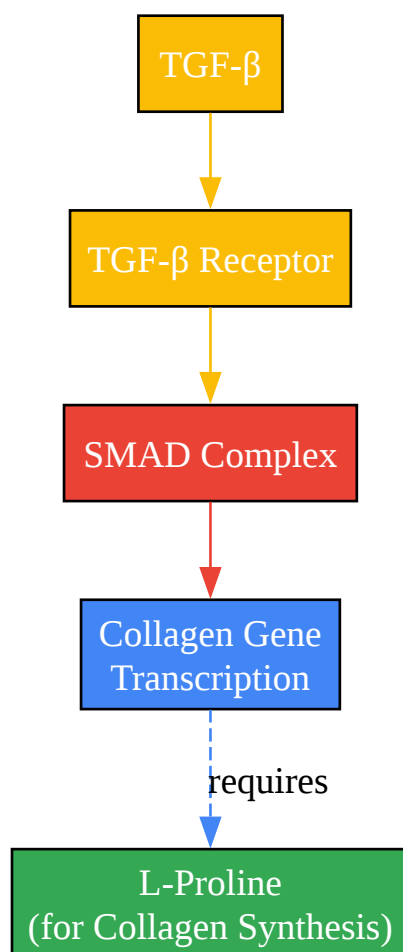 TGF-β
TGF-β Receptor
SMAD Complex
Collagen Gene
Transcription
requires
L-Proline
(for Collagen Synthesis)